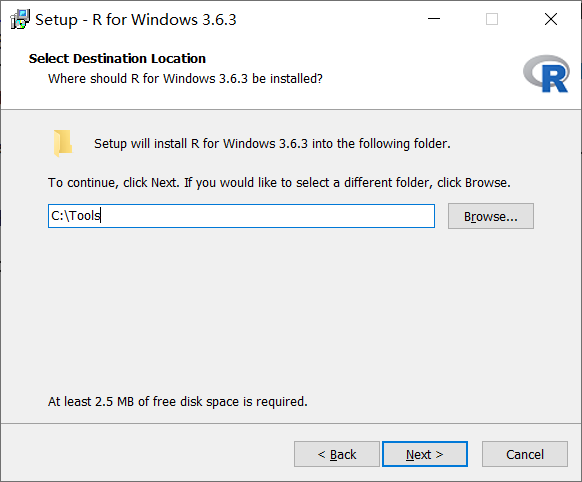 Setup - R for Windows 3.6.3
Select Destination Location
Where should R for Windows 3.6.3 be installed?
R
Setup will install R for Windows 3.6.3 into the following folder.
To continue, click Next. If you would like to select a different folder, click Browse.
C:\Tools
Browse...
At least 2.5 MB of free disk space is required.
< Back
Next >
Cancel